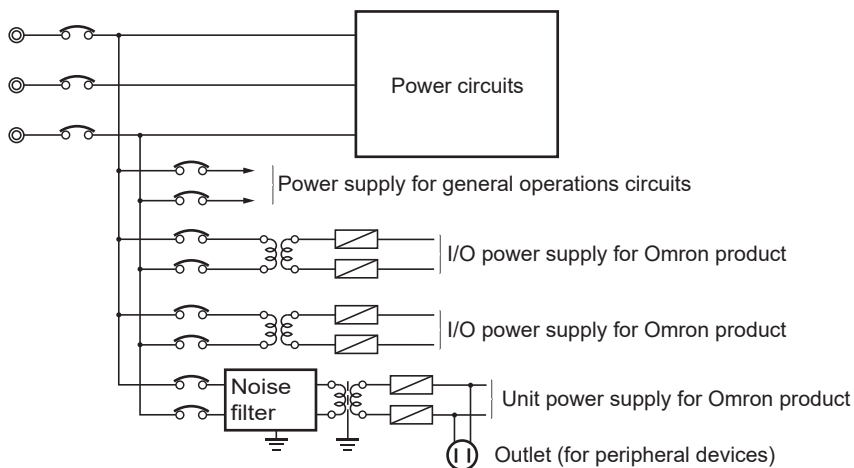 Power circuits
Power supply for general operations circuits
I/O power supply for Omron product
I/O power supply for Omron product
Noise
filter
Unit power supply for Omron product
Outlet (for peripheral devices)